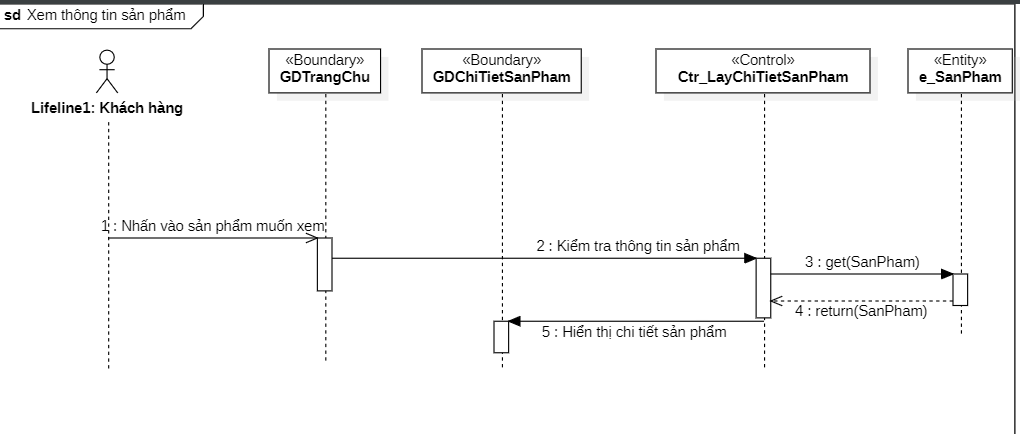 sd Xem thông tin sản phẩm
«Boundary»
GDTrangChu
«Boundary»
GDChiTietSanPham
«Control»
Ctr_LayChiTietSanPham
«Entity»
e_SanPham
Lifeline1: Khách hàng
1 : Nhấn vào sản phẩm muốn xem
2 : Kiểm tra thông tin sản phẩm
3 : get(SanPham)
4 : return(SanPham)
5 : Hiển thị chi tiết sản phẩm